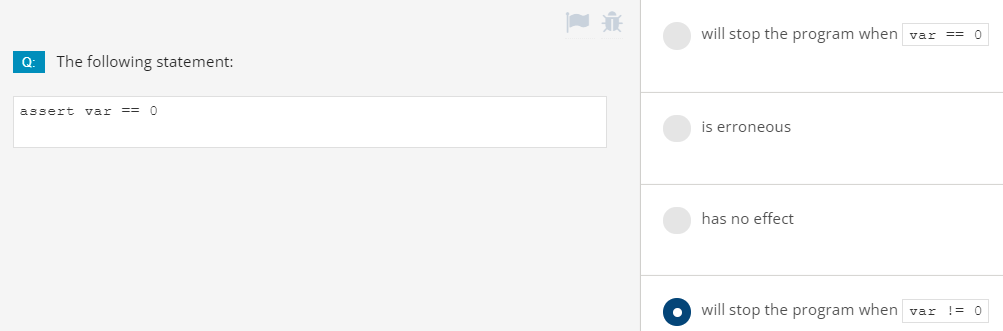 Q: The following statement:
assert var == 0
will stop the program when var == 0
is erroneous
has no effect
will stop the program when var != 0